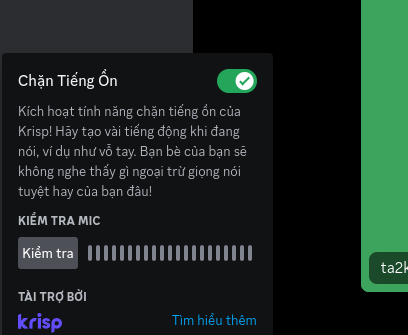 Chặn Tiếng Ồn
Kích hoạt tính năng chặn tiếng ồn của
Krisp! Hãy tạo vài tiếng động khi đang
nói, ví dụ như vỗ tay. Bạn bè của bạn sẽ
không nghe thấy gì ngoại trừ giọng nói
tuyệt hay của bạn đâu!
KIỂM TRA MIC
Kiểm tra
ta2k
TÀI TRỢ BỞI
krisp
Tìm hiểu thêm